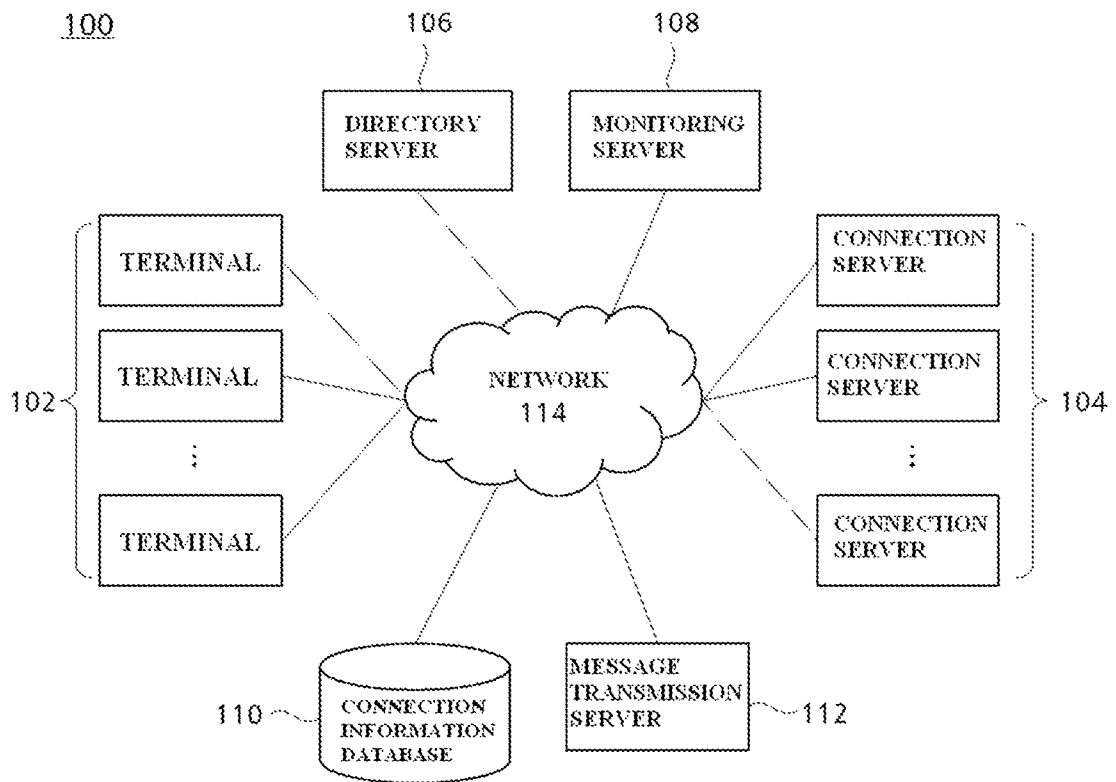 100
106
108
DIRECTORY
SERVER
MONITORING
SERVER
TERMINAL
TERMINAL
⋮
TERMINAL
102
NETWORK
114
CONNECTION
SERVER
CONNECTION
SERVER
⋮
CONNECTION
SERVER
104
110
CONNECTION
INFORMATION
DATABASE
MESSAGE
TRANSMISSION
SERVER
112